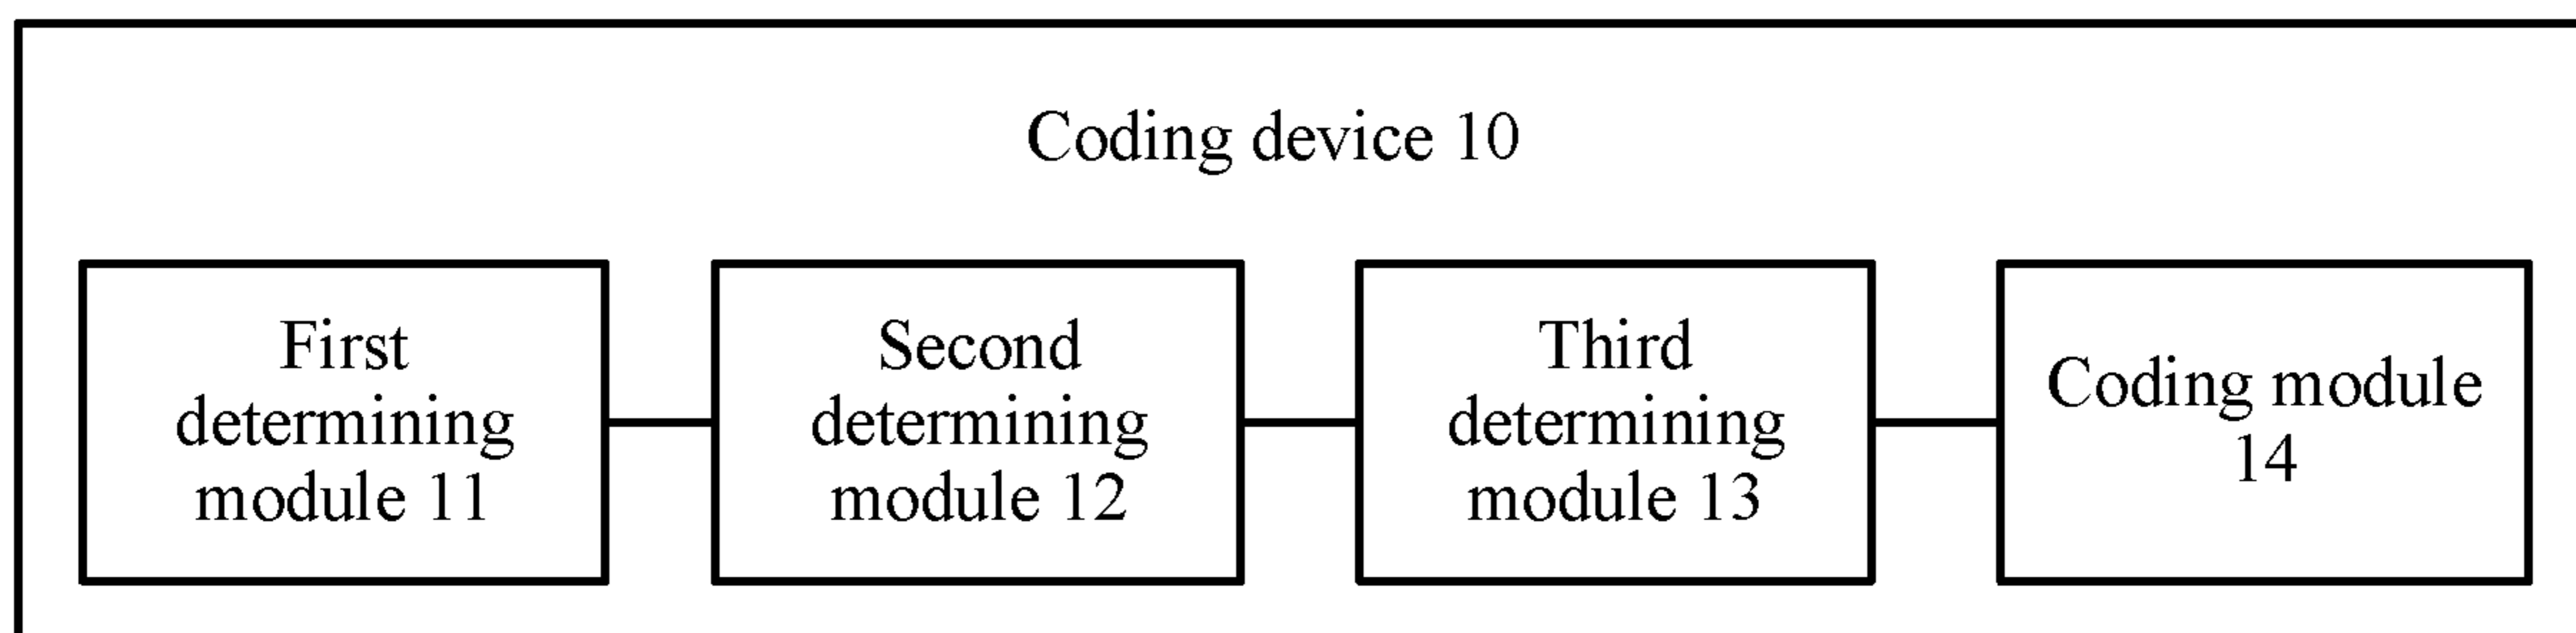 Coding device 10
First
determining
module 11
Second
determining
module 12
Third
determining
module 13
Coding module
14